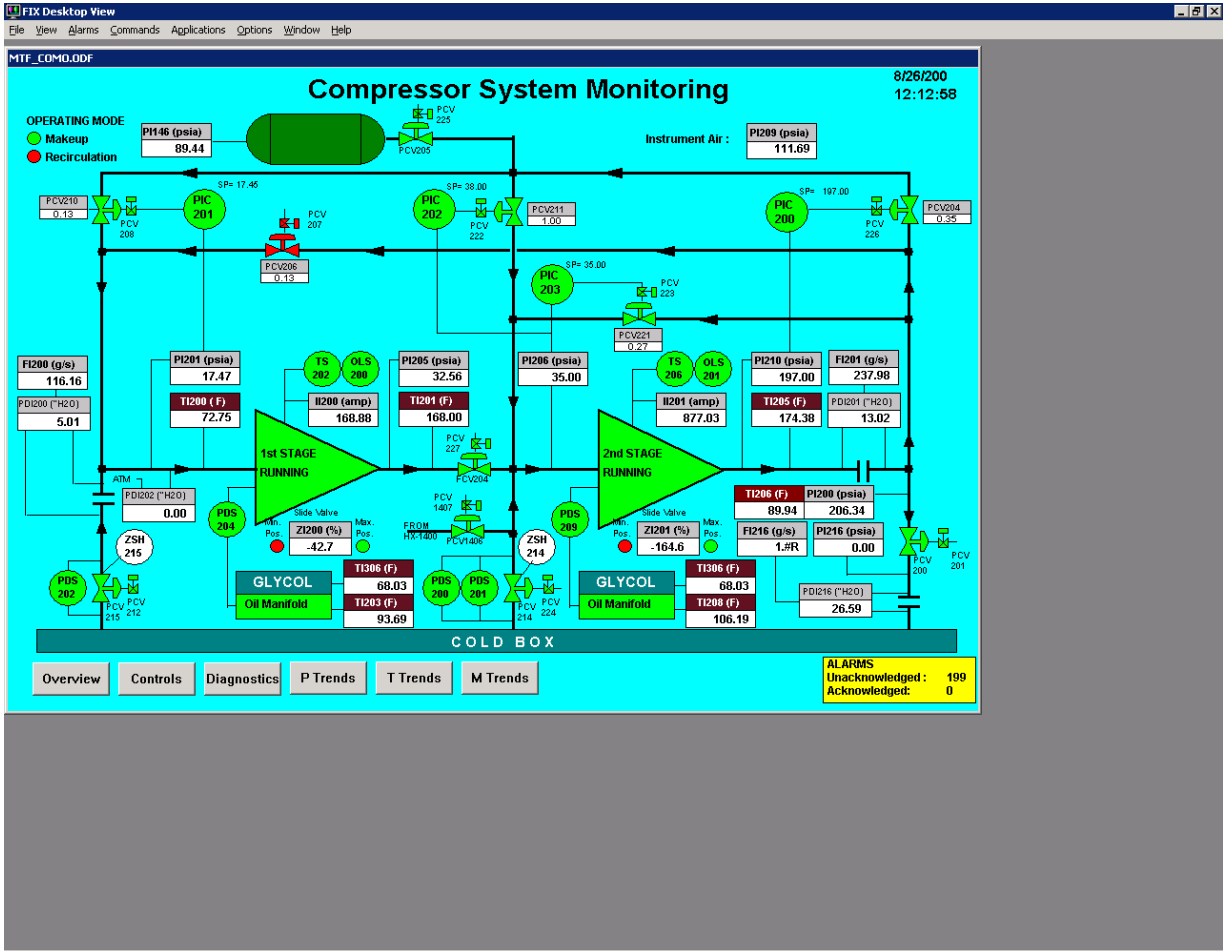 FIX Desktop View
File View Alarms Commands Applications Options Window Help
MTF_COMO.ODF
Compressor System Monitoring
8/26/200
12:12:58
OPERATING MODE
Makeup
Recirculation
PI146 (psia)
89.44
PCV
225
PCV205
Instrument Air :
PI209 (psia)
111.69
PCV210
0.13
PCV
208
SP= 17.45
PIC
201
PCV
207
PCV206
0.13
SP= 38.00
PIC
202
PCV
222
PCV211
1.00
SP= 197.00
PIC
200
PCV
226
PCV204
0.35
SP= 35.00
PIC
203
PCV
223
PCV221
0.27
FI200 (g/s)
116.16
PDI200 ("H2O)
5.01
PI201 (psia)
17.47
TI200 ( F)
72.75
TS
202
OLS
200
II200 (amp)
168.88
PI205 (psia)
32.56
TI201 (F)
168.00
PI206 (psia)
35.00
TS
206
OLS
201
II201 (amp)
877.03
PI210 (psia)
197.00
TI205 (F)
174.38
FI201 (g/s)
237.98
PDI201 ("H2O)
13.02
1st STAGE
RUNNING
PCV
227
FCV204
2nd STAGE
RUNNING
ATM
PDI202 ("H2O)
0.00
PDS
204
Slide Valve
Min.
Pos.
ZI200 (%)
-42.7
Max.
Pos.
PCV
1407
FROM
HX-1400
PCV1406
PDS
209
Slide Valve
Min.
Pos.
ZI201 (%)
-164.6
Max.
Pos.
TI206 (F)
89.94
PI200 (psia)
206.34
FI216 (g/s)
1.#R
PI216 (psia)
0.00
PCV
200
PCV
201
ZSH
215
PDS
202
PCV
215
PCV
212
GLYCOL
Oil Manifold
TI306 (F)
68.03
TI203 (F)
93.69
PDS
200
PDS
201
ZSH
214
PCV
214
PCV
224
GLYCOL
Oil Manifold
TI306 (F)
68.03
TI208 (F)
106.19
PDI216 ("H2O)
26.59
COLD BOX
Overview Controls Diagnostics P Trends T Trends M Trends
ALARMS
Unacknowledged : 199
Acknowledged: 0